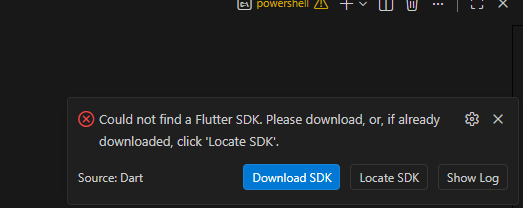 powershell
Could not find a Flutter SDK. Please download, or, if already
downloaded, click 'Locate SDK'.
Source: Dart
Download SDK
Locate SDK
Show Log